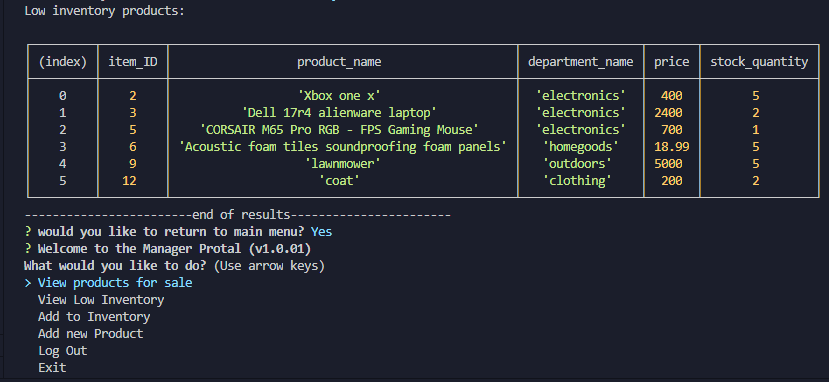 Low inventory products:
(index) item_ID product_name department_name price stock_quantity
0 2 'Xbox one x' 'electronics' 400 5
1 3 'Dell 17r4 alienware laptop' 'electronics' 2400 2
2 5 'CORSAIR M65 Pro RGB - FPS Gaming Mouse' 'electronics' 700 1
3 6 'Acoustic foam tiles soundproofing foam panels' 'homegoods' 18.99 5
4 9 'lawnmower' 'outdoors' 5000 5
5 12 'coat' 'clothing' 200 2
------------------------end of results-----------------------
? would you like to return to main menu? Yes
? Welcome to the Manager Protal (v1.0.01)
What would you like to do? (Use arrow keys)
> View products for sale
View Low Inventory
Add to Inventory
Add new Product
Log Out
Exit